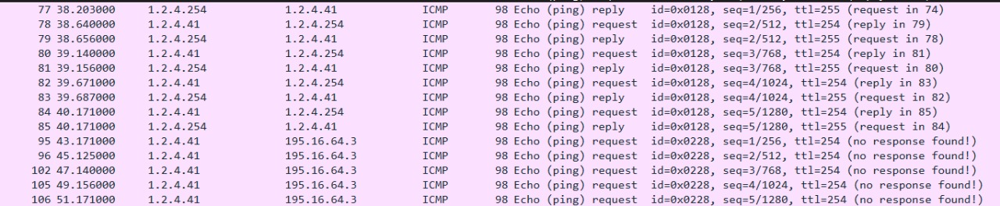 77 38.203000 1.2.4.254 1.2.4.41 ICMP 98 Echo (ping) reply id=0x0128, seq=1/256, ttl=255 (request in 74)
78 38.640000 1.2.4.41 1.2.4.254 ICMP 98 Echo (ping) request id=0x0128, seq=2/512, ttl=254 (reply in 79)
79 38.656000 1.2.4.254 1.2.4.41 ICMP 98 Echo (ping) reply id=0x0128, seq=2/512, ttl=255 (request in 78)
80 39.140000 1.2.4.41 1.2.4.254 ICMP 98 Echo (ping) request id=0x0128, seq=3/768, ttl=254 (reply in 81)
81 39.156000 1.2.4.254 1.2.4.41 ICMP 98 Echo (ping) reply id=0x0128, seq=3/768, ttl=255 (request in 80)
82 39.671000 1.2.4.41 1.2.4.254 ICMP 98 Echo (ping) request id=0x0128, seq=4/1024, ttl=254 (reply in 83)
83 39.687000 1.2.4.254 1.2.4.41 ICMP 98 Echo (ping) reply id=0x0128, seq=4/1024, ttl=255 (request in 82)
84 40.171000 1.2.4.41 1.2.4.254 ICMP 98 Echo (ping) request id=0x0128, seq=5/1280, ttl=254 (reply in 85)
85 40.171000 1.2.4.254 1.2.4.41 ICMP 98 Echo (ping) reply id=0x0128, seq=5/1280, ttl=255 (request in 84)
95 43.171000 1.2.4.41 195.16.64.3 ICMP 98 Echo (ping) request id=0x0228, seq=1/256, ttl=254 (no response found!)
96 45.125000 1.2.4.41 195.16.64.3 ICMP 98 Echo (ping) request id=0x0228, seq=2/512, ttl=254 (no response found!)
102 47.140000 1.2.4.41 195.16.64.3 ICMP 98 Echo (ping) request id=0x0228, seq=3/768, ttl=254 (no response found!)
105 49.156000 1.2.4.41 195.16.64.3 ICMP 98 Echo (ping) request id=0x0228, seq=4/1024, ttl=254 (no response found!)
106 51.171000 1.2.4.41 195.16.64.3 ICMP 98 Echo (ping) request id=0x0228, seq=5/1280, ttl=254 (no response found!)